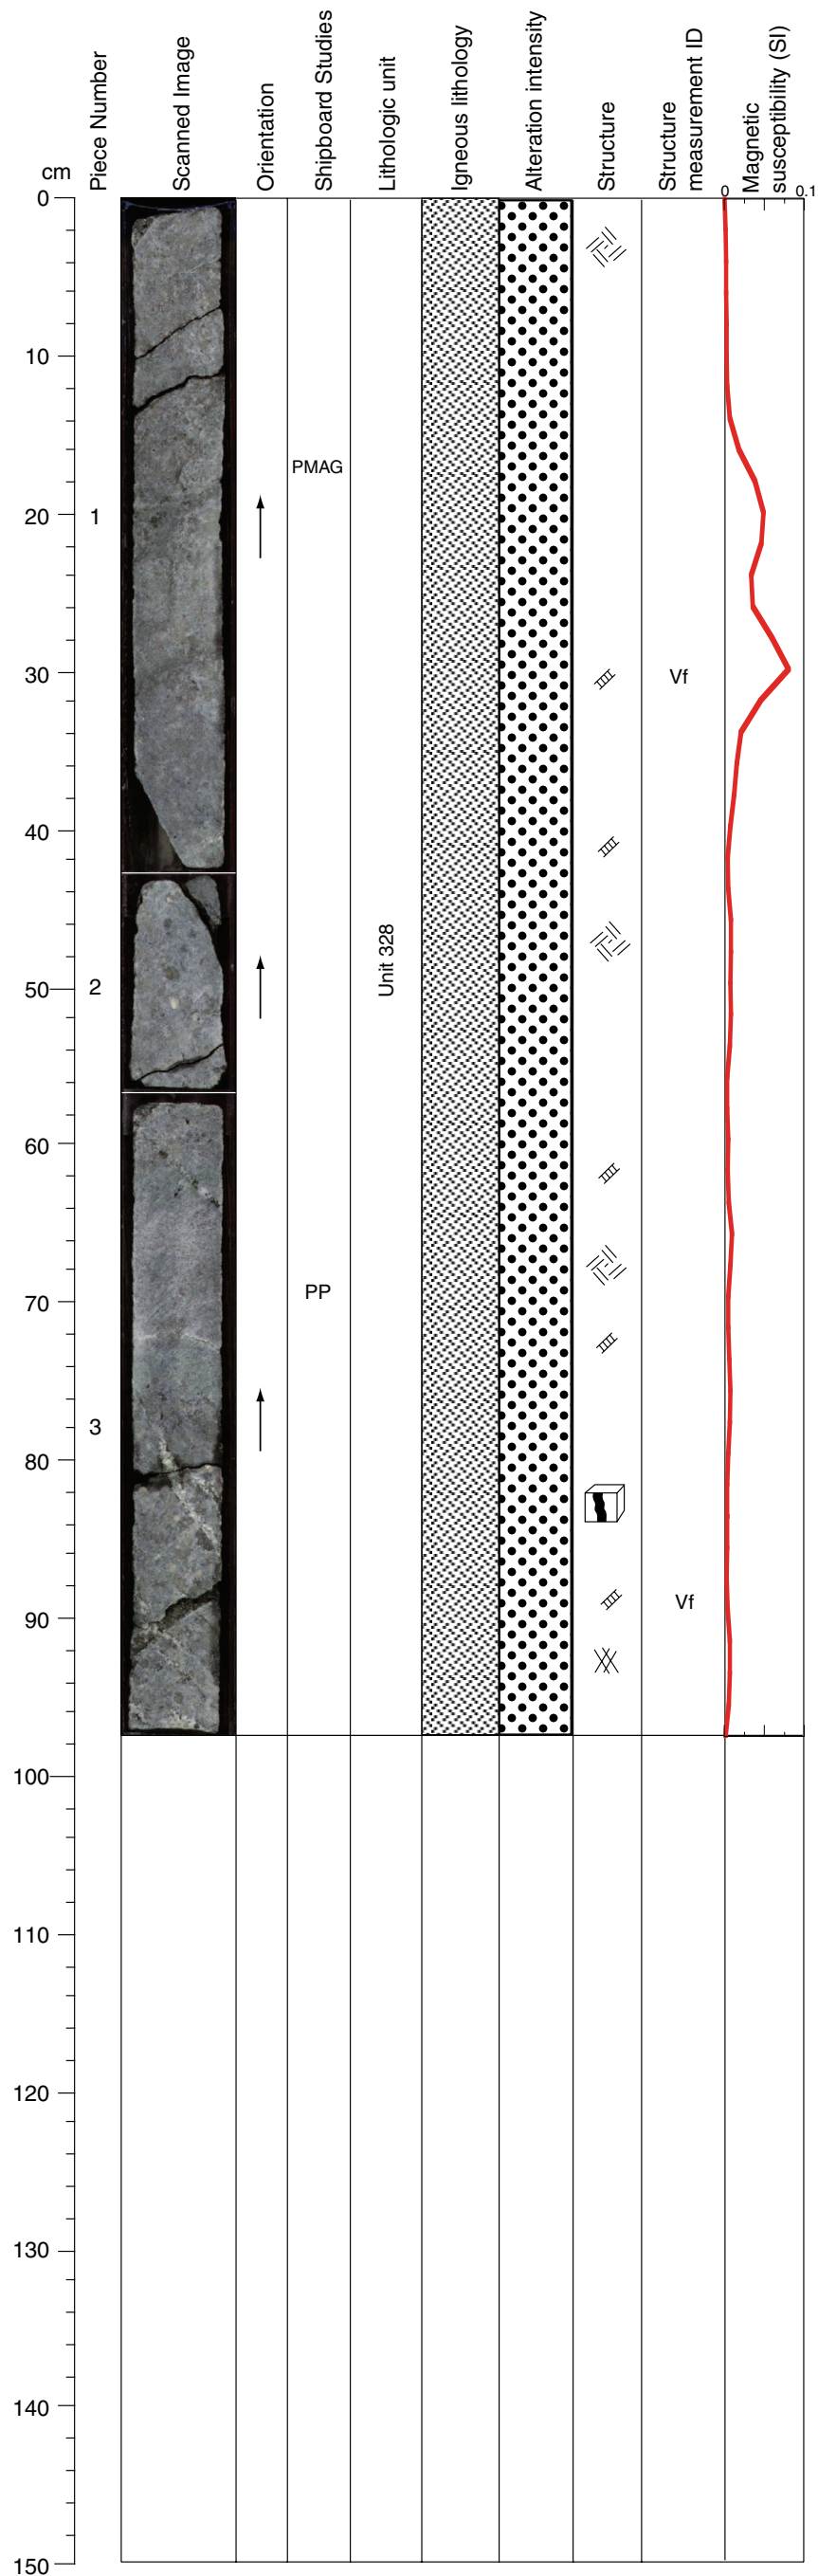 cm
Piece Number
Scanned Image
Orientation
Shipboard Studies
Lithologic unit
Igneous lithology
Alteration intensity
Structure
Structure
measurement ID
Magnetic
susceptibility (SI)
0 0.1
0
10
PMAG
20
1
30
Vf
40
Unit 328
50
2
60
PP
70
3
80
90
Vf
100
110
120
130
140
150